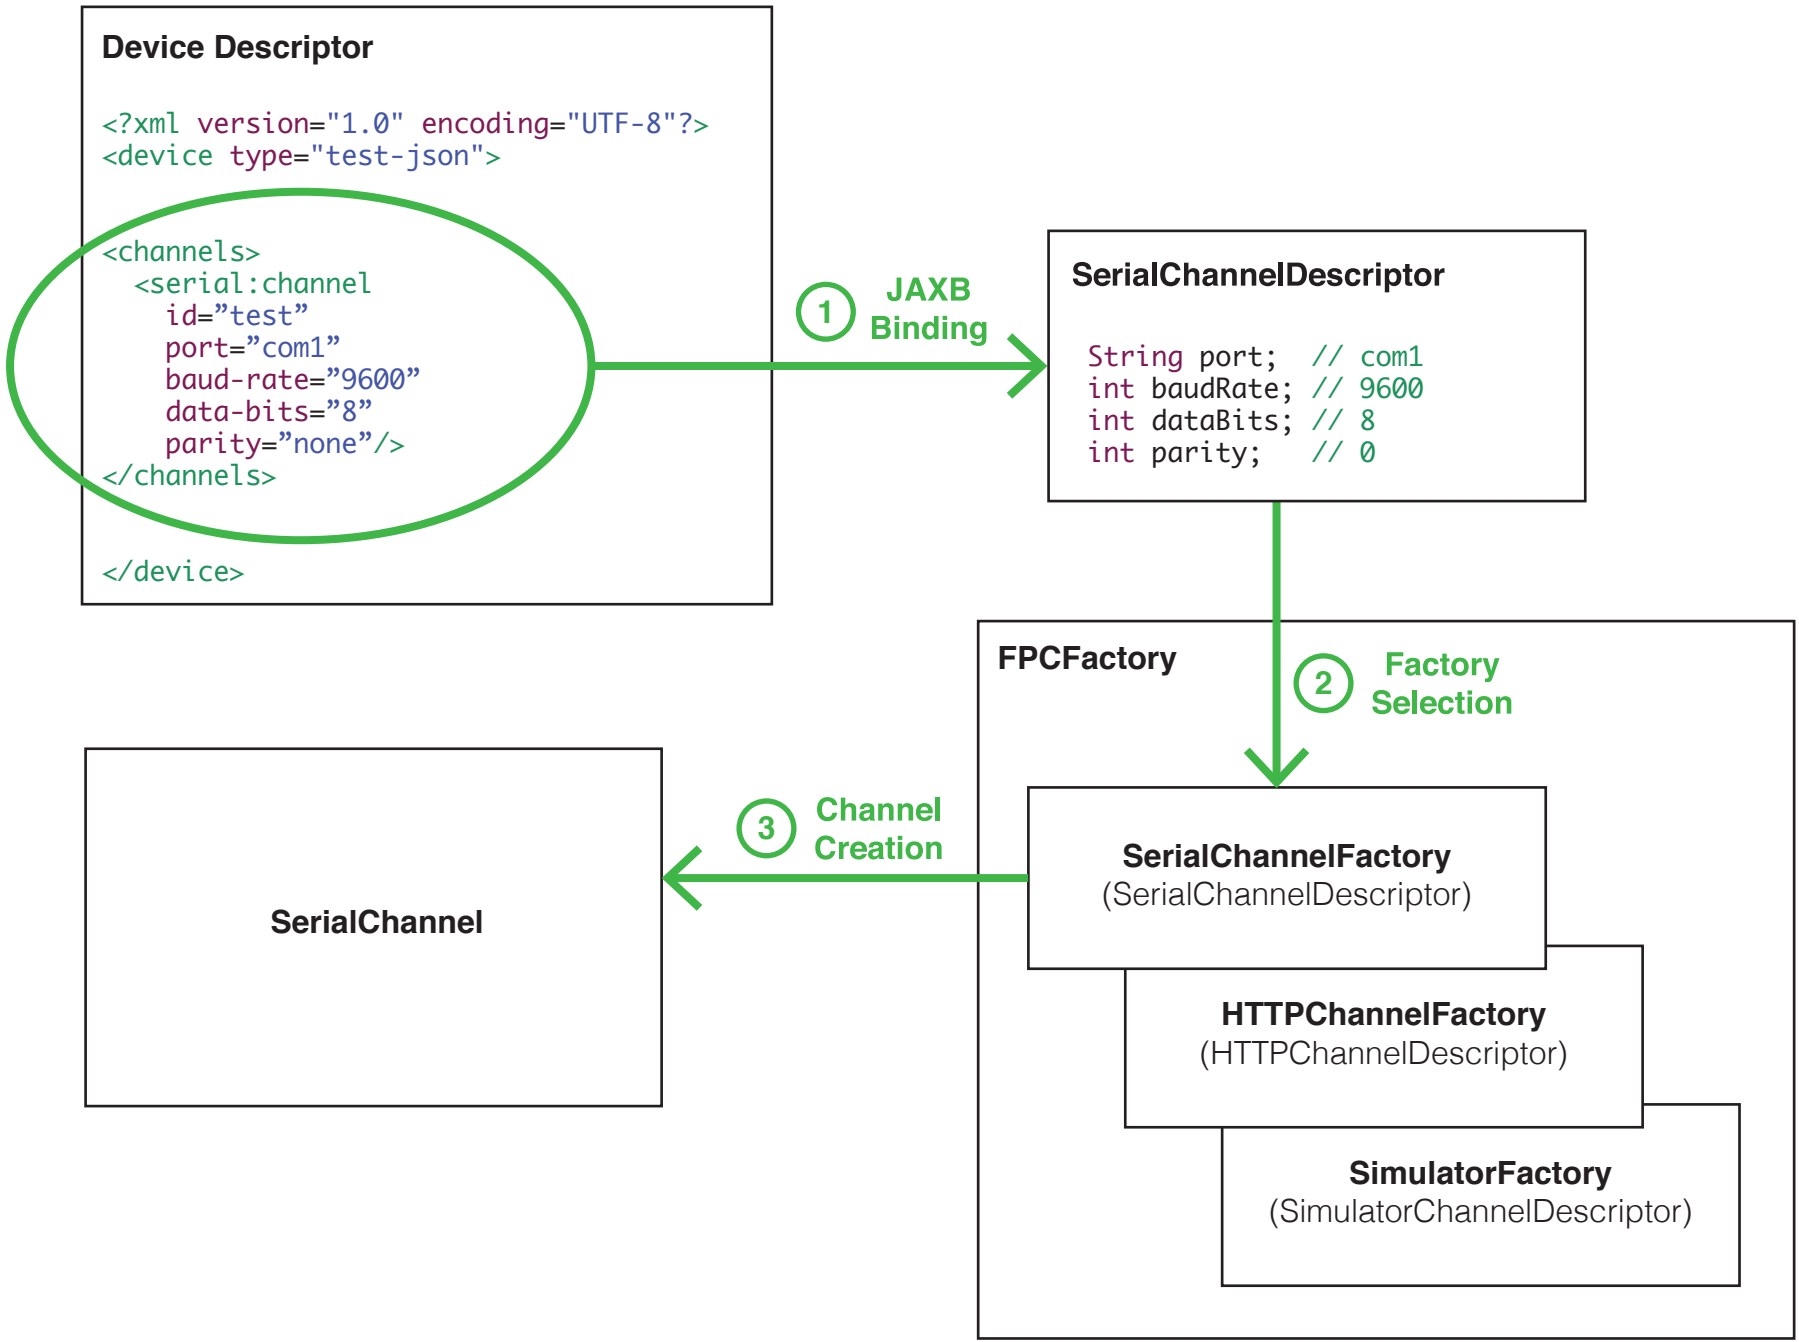 Device Descriptor
<?xml version="1.0" encoding="UTF-8"?>
<device type="test-json">
<channels>
<serial:channel
id=”test”
port=”com1”
baud-rate=”9600”
data-bits=”8”
parity=”none”/>
</channels>
</device>
1
JAXB
Binding
SerialChannelDescriptor
String port; // com1
int baudRate; // 9600
int dataBits; // 8
int parity; // 0
FPCFactory
2
Factory
Selection
SerialChannelFactory
(SerialChannelDescriptor)
HTTPChannelFactory
(HTTPChannelDescriptor)
SimulatorFactory
(SimulatorChannelDescriptor)
3
Channel
Creation
SerialChannel